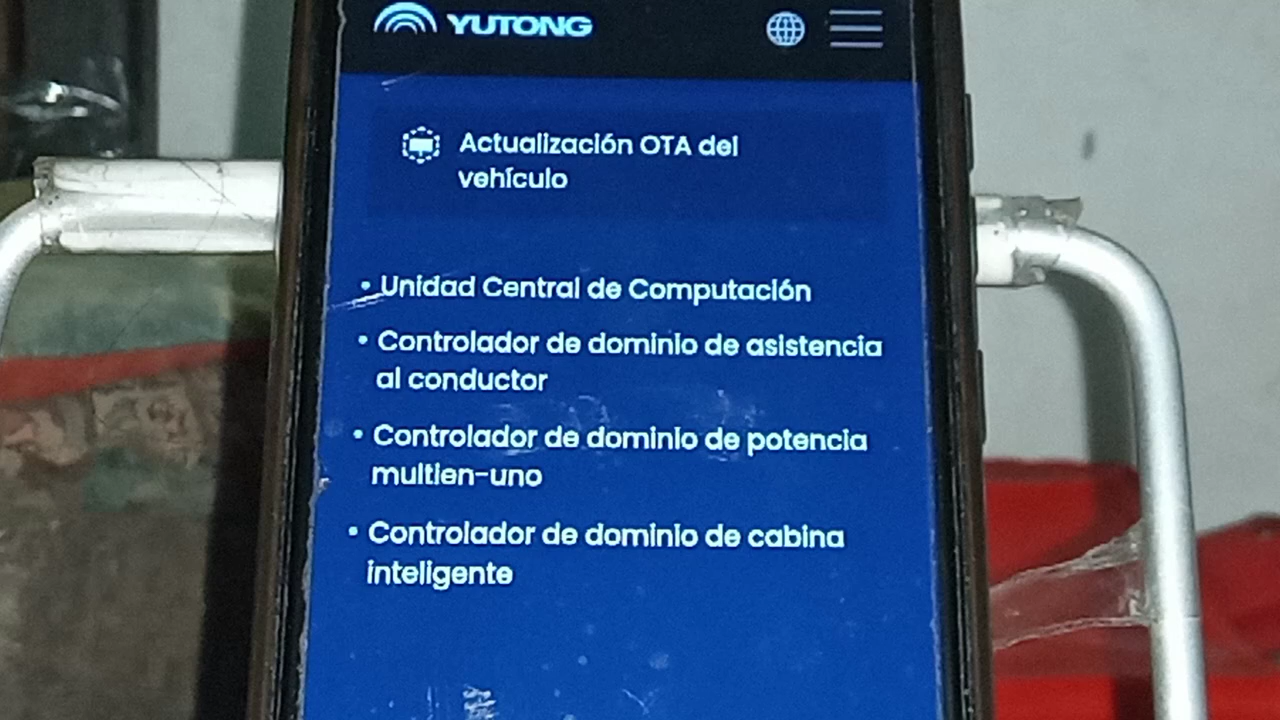 YUTONG
Actualización OTA del
vehículo
• Unidad Central de Computación
• Controlador de dominio de asistencia
al conductor
• Controlador de dominio de potencia
multien-uno
• Controlador de dominio de cabina
inteligente